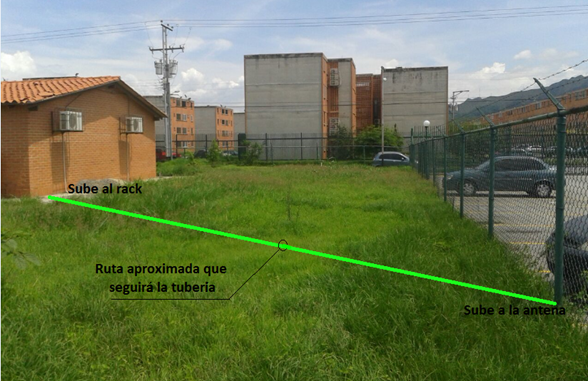 Sube al rack
Ruta aproximada que
seguirá la tuberia
Sube a la antena